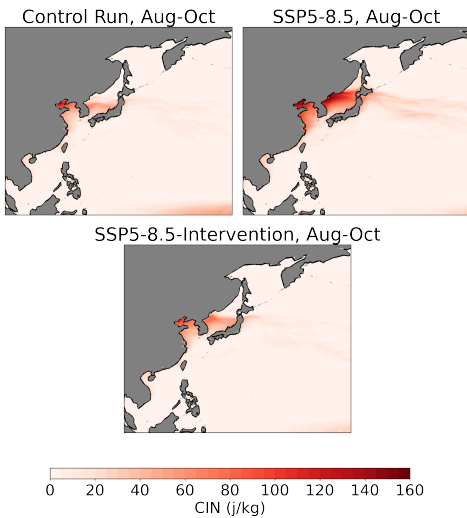 Control Run, Aug-Oct
SSP5-8.5, Aug-Oct
SSP5-8.5-Intervention, Aug-Oct
0 20 40 60 80 100 120 140 160
CIN (j/kg)